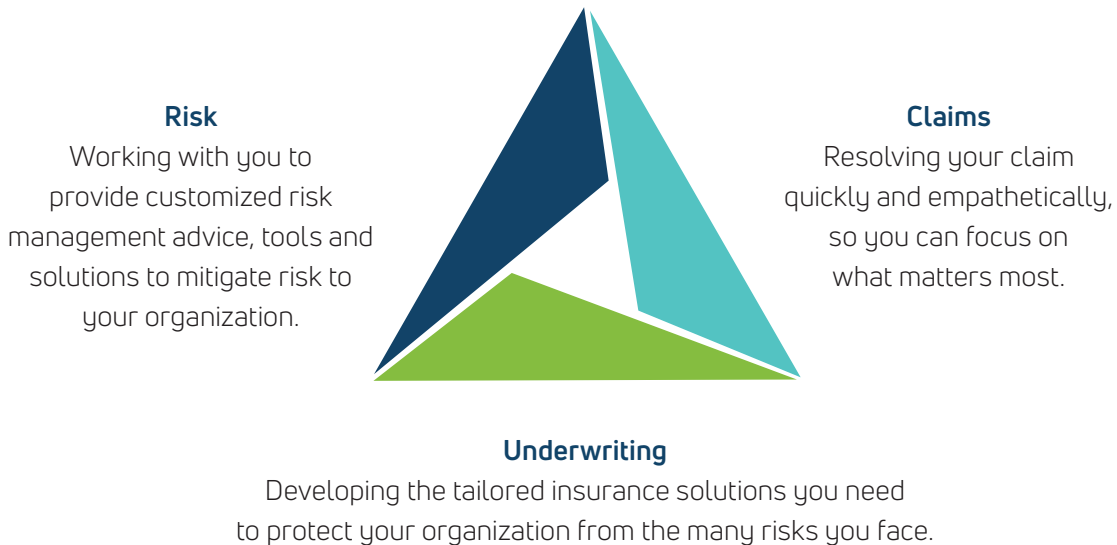 Risk
Working with you to
provide customized risk
management advice, tools and
solutions to mitigate risk to
your organization.
Claims
Resolving your claim
quickly and empathetically,
so you can focus on
what matters most.
Underwriting
Developing the tailored insurance solutions you need
to protect your organization from the many risks you face.